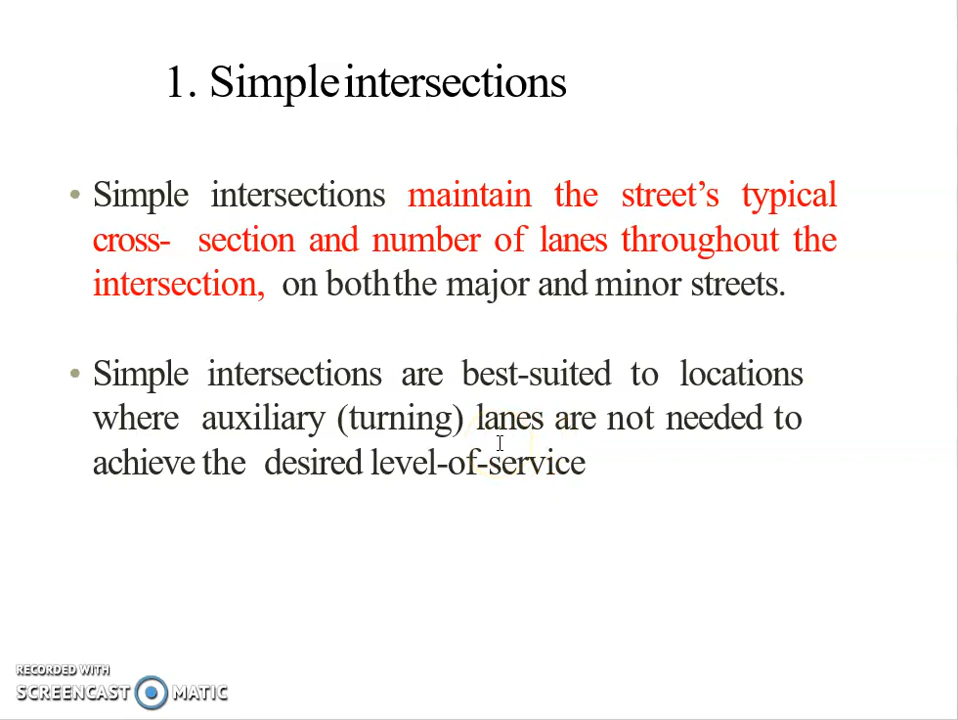 1. Simple intersections
• Simple intersections maintain the street’s typical
cross- section and number of lanes throughout the
intersection, on both the major and minor streets.
• Simple intersections are best-suited to locations
where auxiliary (turning) lanes are not needed to
achieve the desired level-of-service
RECORDED WITH
SCREENCAST MATIC